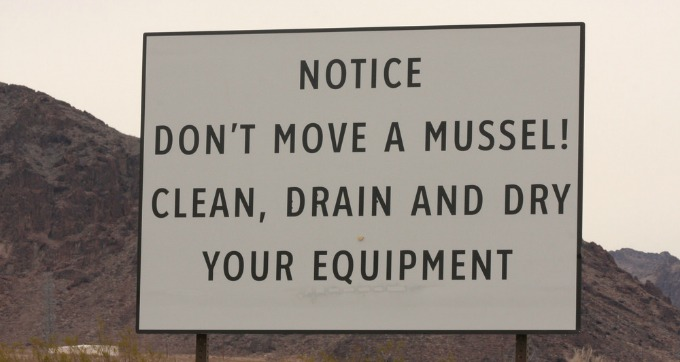 NOTICE
DON'T MOVE A MUSSEL!
CLEAN, DRAIN AND DRY
YOUR EQUIPMENT